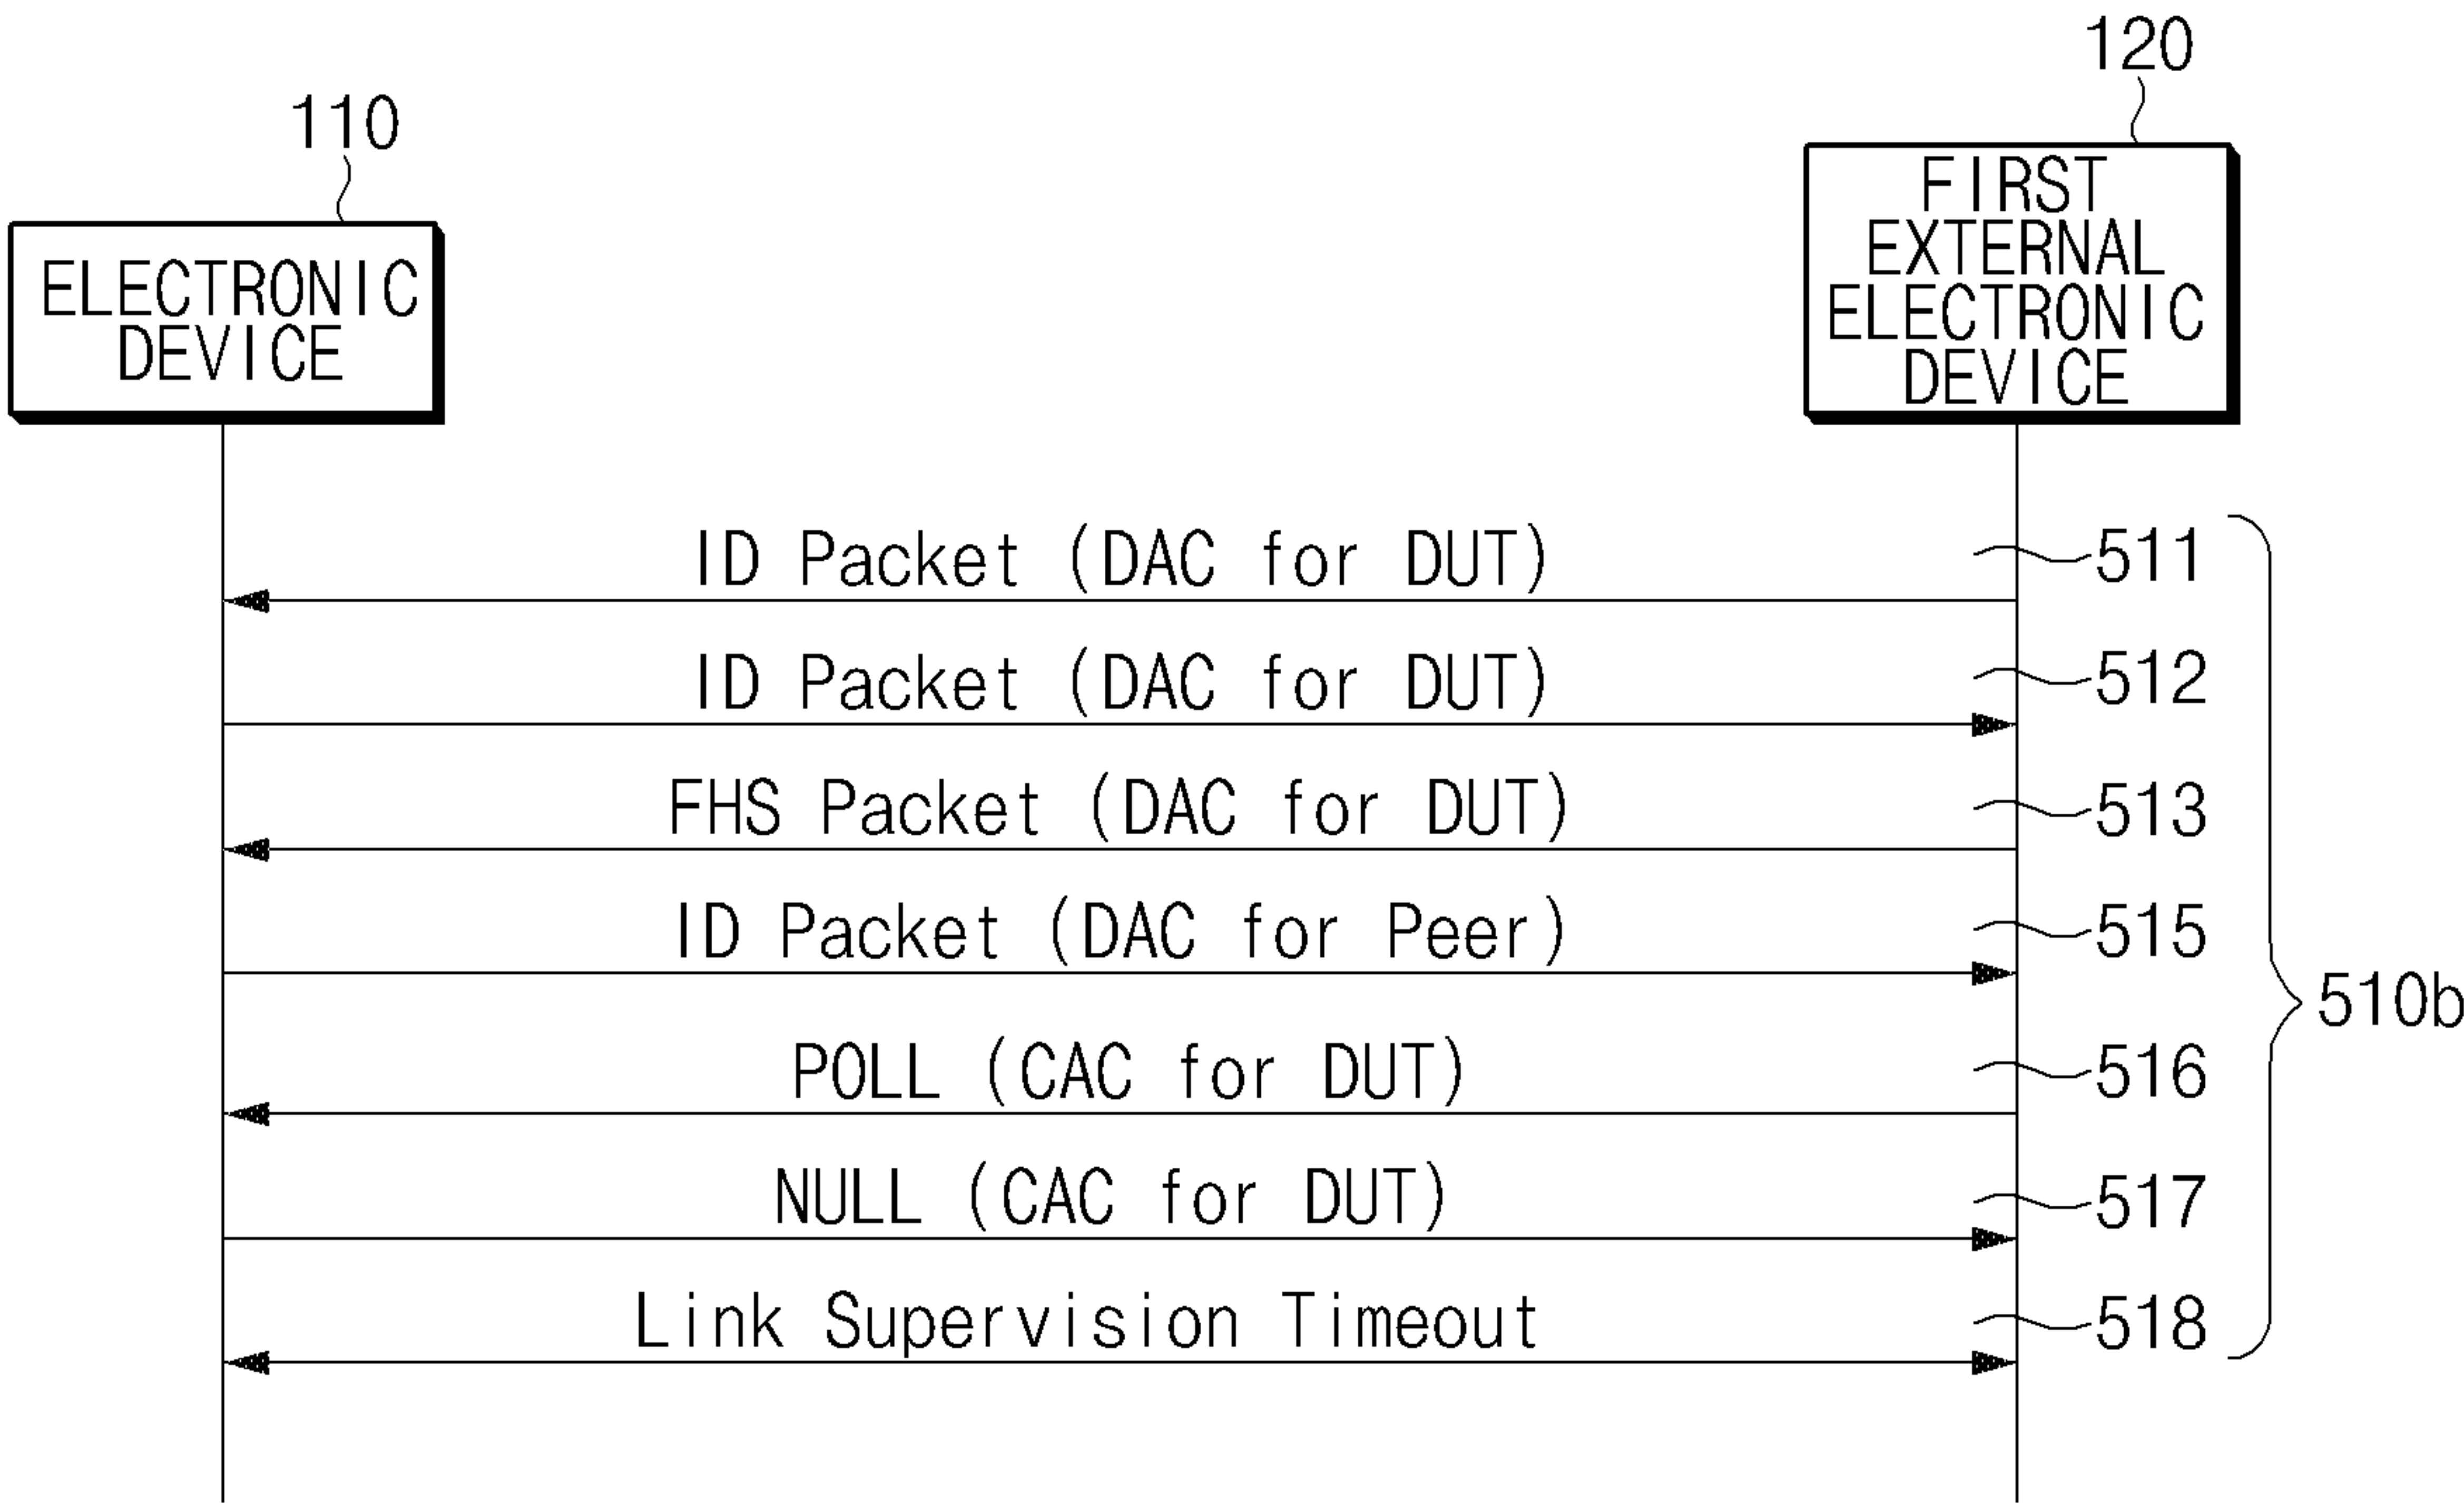 120
110
FIRST
EXTERNAL
ELECTRONIC
DEVICE
ELECTRONIC
DEVICE
ID Packet (DAC for DUT)
511
ID Packet (DAC for DUT)
512
FHS Packet (DAC for DUT)
513
ID Packet (DAC for Peer)
515
510b
POLL (CAC for DUT)
516
NULL (CAC for DUT)
517
Link Supervision Timeout
518